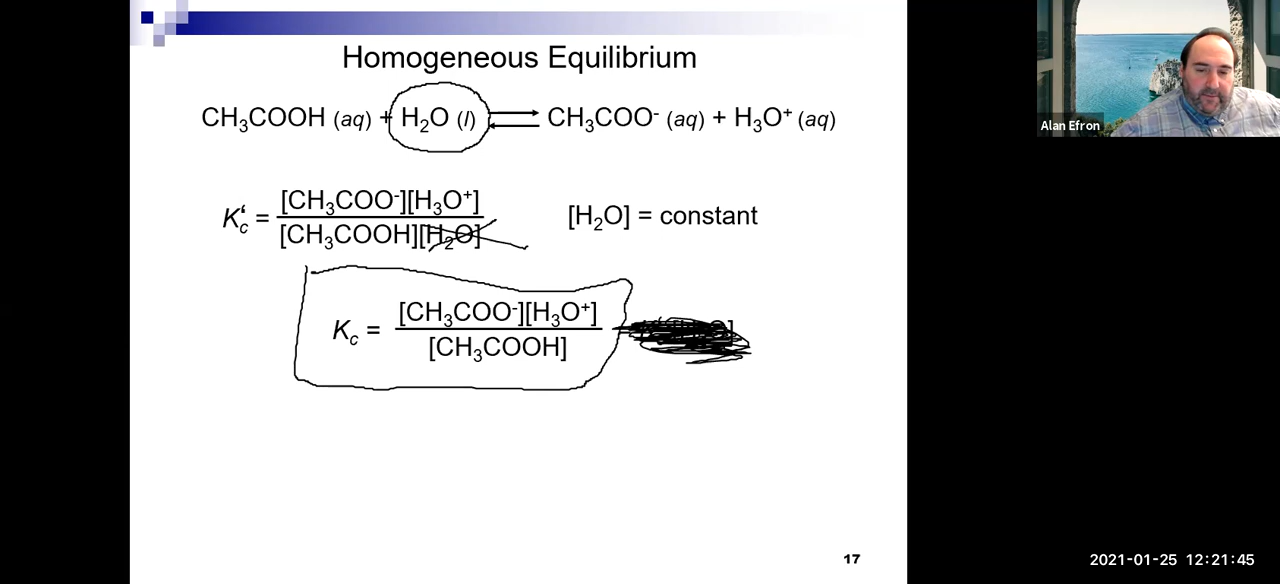 Homogeneous Equilibrium
CH₃COOH (aq) + H₂O (l) ⇌ CH₃COO⁻ (aq) + H₃O⁺ (aq)
K꜀' = [CH₃COO⁻][H₃O⁺]
[CH₃COOH][H₂O]
[H₂O] = constant
K꜀ = [CH₃COO⁻][H₃O⁺]
[CH₃COOH]
17
Alan Efron
2021-01-25 12:21:45